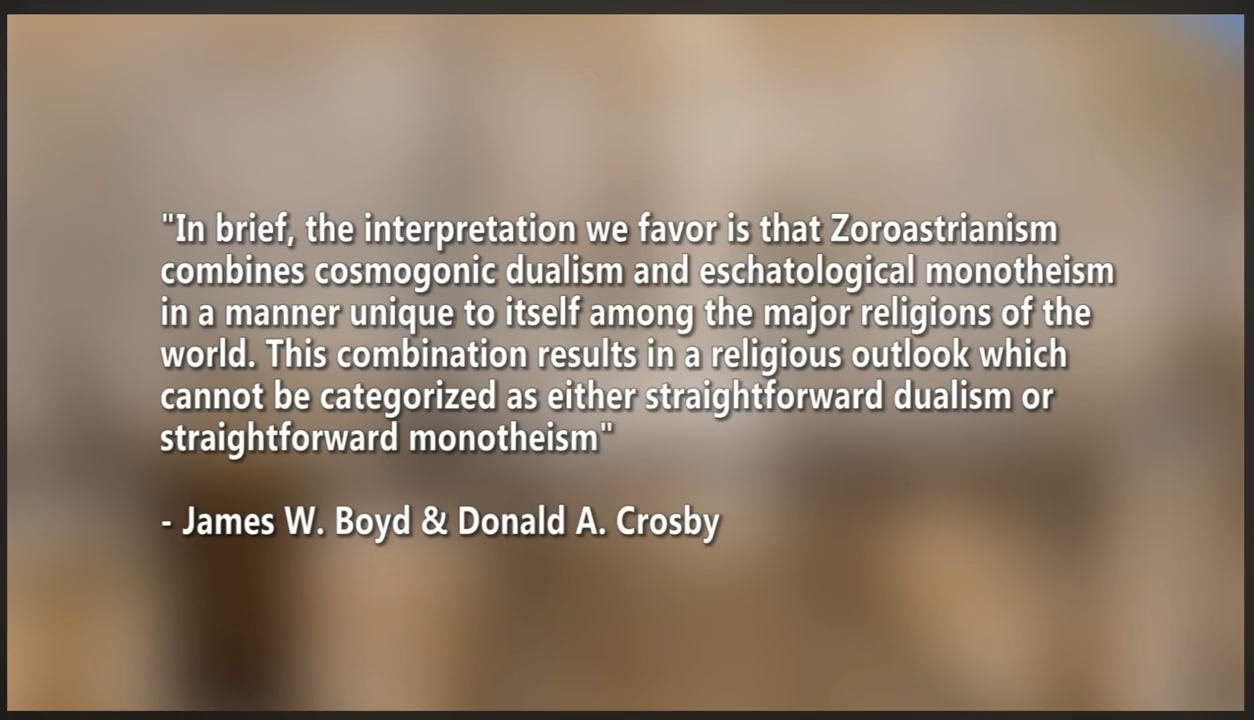 "In brief, the interpretation we favor is that Zoroastrianism
combines cosmogonic dualism and eschatological monotheism
in a manner unique to itself among the major religions of the
world. This combination results in a religious outlook which
cannot be categorized as either straightforward dualism or
straightforward monotheism"
- James W. Boyd & Donald A. Crosby